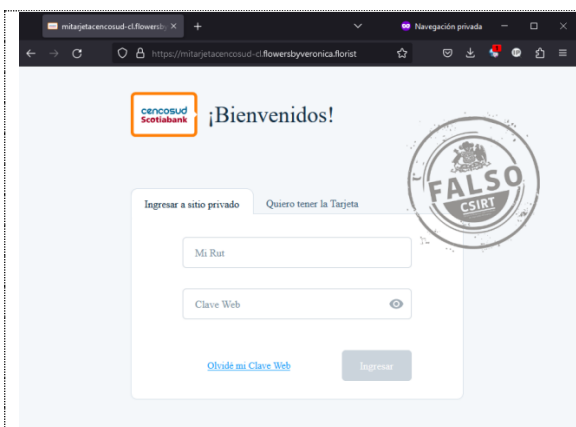 mitarjetacencosud-cl.flowersby
Navegación privada
https://mitarjetacencosud-cl.flowersbyveronica.florist
cencosud
Scotiabank
¡Bienvenidos!
FALSO
CSIRT
Ingresar a sitio privado
Quiero tener la Tarjeta
Mi Rut
Clave Web
Olvidé mi Clave Web
Ingresar